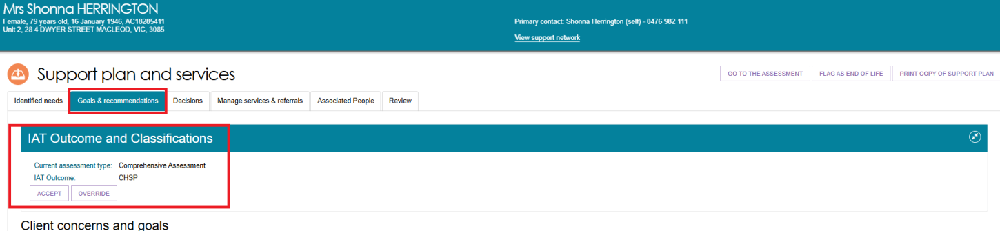 Mrs Shonna HERRINGTON
Female, 79 years old, 16 January 1946, AC18285411
Unit 2, 28 4 DWYER STREET MACLEOD, VIC, 3085
Primary contact: Shonna Herrington (self) - 0476 982 111
View support network
Support plan and services
GO TO THE ASSESSMENT FLAG AS END OF LIFE PRINT COPY OF SUPPORT PLAN
Identified needs Goals & recommendations Decisions Manage services & referrals Associated People Review
IAT Outcome and Classifications
Current assessment type: Comprehensive Assessment
IAT Outcome: CHSP
ACCEPT OVERRIDE
Client concerns and goals